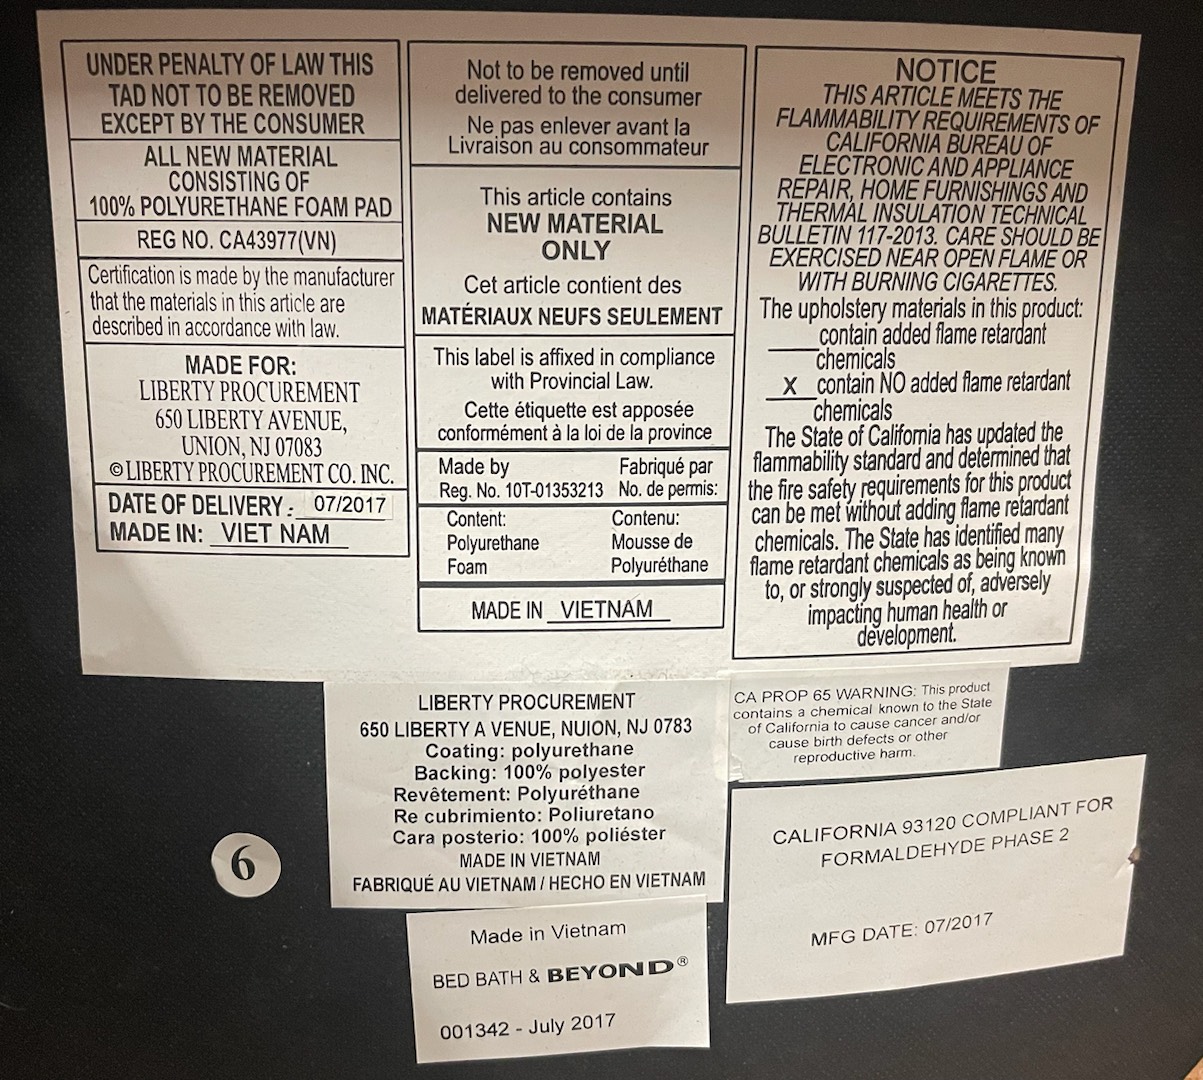 UNDER PENALTY OF LAW THIS
TAD NOT TO BE REMOVED
EXCEPT BY THE CONSUMER
ALL NEW MATERIAL
CONSISTING OF
100% POLYURETHANE FOAM PAD
REG NO. CA43977(VN)
Certification is made by the manufacturer
that the materials in this article are
described in accordance with law.
MADE FOR:
LIBERTY PROCUREMENT
650 LIBERTY AVENUE,
UNION, NJ 07083
©LIBERTY PROCUREMENT CO. INC.
DATE OF DELIVERY: 07/2017
MADE IN: VIET NAM
Not to be removed until
delivered to the consumer
Ne pas enlever avant la
Livraison au consommateur
This article contains
NEW MATERIAL
ONLY
Cet article contient des
MATÉRIAUX NEUFS SEULEMENT
This label is affixed in compliance
with Provincial Law.
Cette étiquette est apposée
conformément à la loi de la province
Made by Fabriqué par
Reg. No. 10T-01353213 No. de permis:
Content: Contenu:
Polyurethane Mousse de
Foam Polyuréthane
MADE IN VIETNAM
NOTICE
THIS ARTICLE MEETS THE
FLAMMABILITY REQUIREMENTS OF
CALIFORNIA BUREAU OF
ELECTRONIC AND APPLIANCE
REPAIR, HOME FURNISHINGS AND
THERMAL INSULATION TECHNICAL
BULLETIN 117-2013. CARE SHOULD BE
EXERCISED NEAR OPEN FLAME OR
WITH BURNING CIGARETTES.
The upholstery materials in this product:
contain added flame retardant
chemicals
X contain NO added flame retardant
chemicals
The State of California has updated the
flammability standard and determined that
the fire safety requirements for this product
can be met without adding flame retardant
chemicals. The State has identified many
flame retardant chemicals as being known
to, or strongly suspected of, adversely
impacting human health or
development.
LIBERTY PROCUREMENT
650 LIBERTY A VENUE, NUION, NJ 0783
Coating: polyurethane
Backing: 100% polyester
Revêtement: Polyuréthane
Re cubrimiento: Poliuretano
Cara posterio: 100% poliéster
MADE IN VIETNAM
FABRIQUÉ AU VIETNAM / HECHO EN VIETNAM
CA PROP 65 WARNING: This product
contains a chemical known to the State
of California to cause cancer and/or
cause birth defects or other
reproductive harm.
CALIFORNIA 93120 COMPLIANT FOR
FORMALDEHYDE PHASE 2
MFG DATE: 07/2017
6
Made in Vietnam
BED BATH & BEYOND®
001342 - July 2017